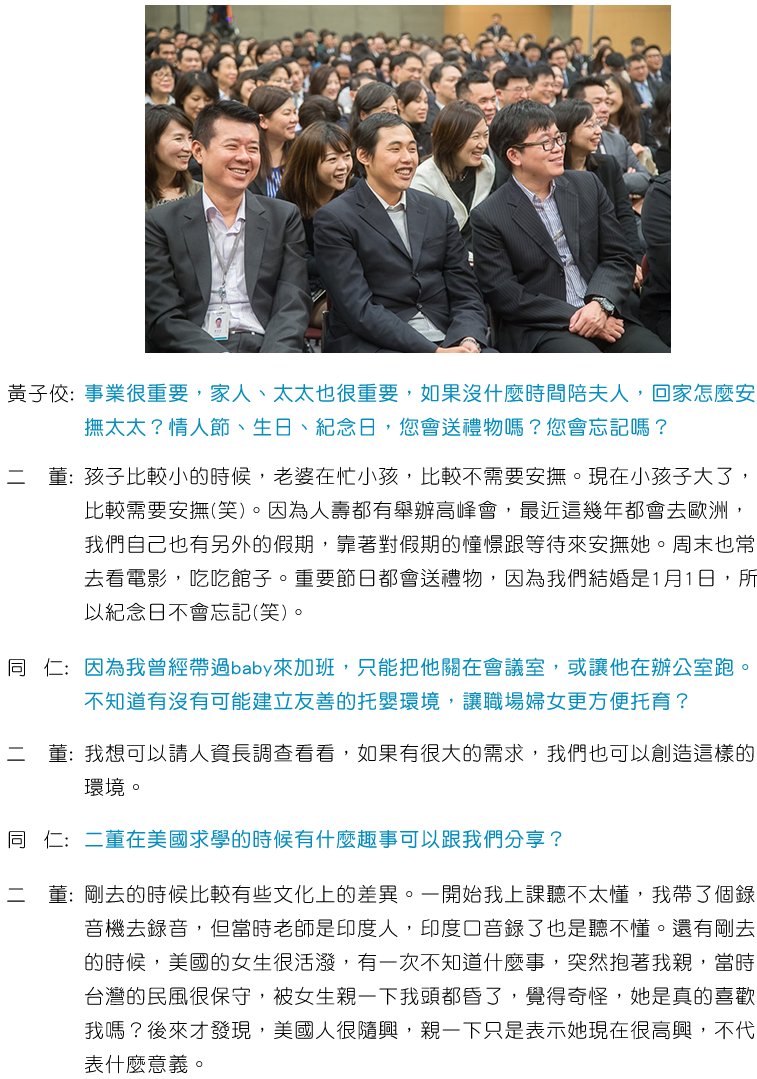 黃子佼: 事業很重要，家人、太太也很重要，如果沒什麼時間陪夫人，回家怎麼安
撫太太？情人節、生日、紀念日，您會送禮物嗎？您會忘記嗎？
二　董: 孩子比較小的時候，老婆在忙小孩，比較不需要安撫。現在小孩子大了，
比較需要安撫(笑)。因為人壽都有舉辦高峰會，最近這幾年都會去歐洲，
我們自己也有另外的假期，靠著對假期的憧憬跟等待來安撫她。周末也常
去看電影，吃吃館子。重要節日都會送禮物，因為我們結婚是1月1日，所
以紀念日不會忘記(笑)。
同　仁: 因為我曾經帶過baby來加班，只能把他關在會議室，或讓他在辦公室跑。
不知道有沒有可能建立友善的托嬰環境，讓職場婦女更方便托育？
二　董: 我想可以請人資長調查看看，如果有很大的需求，我們也可以創造這樣的
環境。
同　仁: 二董在美國求學的時候有什麼趣事可以跟我們分享？
二　董: 剛去的時候比較有些文化上的差異。一開始我上課聽不太懂，我帶了個錄
音機去錄音，但當時老師是印度人，印度口音錄了也是聽不懂。還有剛去
的時候，美國的女生很活潑，有一次不知道什麼事，突然抱著我親，當時
台灣的民風很保守，被女生親一下我頭都昏了，覺得奇怪，她是真的喜歡
我嗎？後來才發現，美國人很隨興，親一下只是表示她現在很高興，不代
表什麼意義。